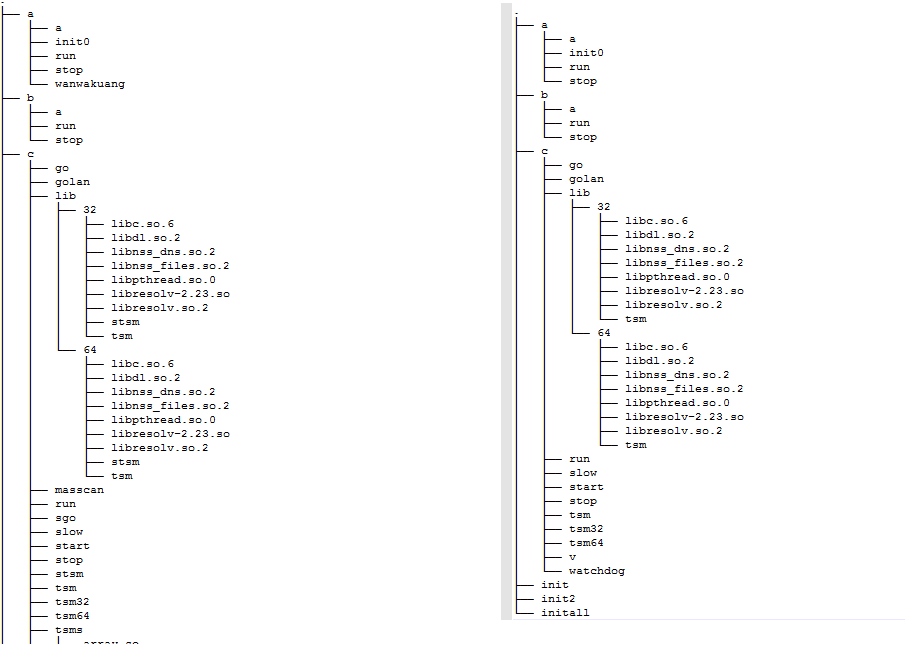 .
a
a
init0
run
stop
wanwakuang
b
a
run
stop
c
go
golan
lib
32
libc.so.6
libdl.so.2
libnss_dns.so.2
libnss_files.so.2
libpthread.so.0
libresolv-2.23.so
libresolv.so.2
stsm
tsm
64
libc.so.6
libdl.so.2
libnss_dns.so.2
libnss_files.so.2
libpthread.so.0
libresolv-2.23.so
libresolv.so.2
stsm
tsm
masscan
run
sgo
slow
start
stop
stsm
tsm
tsm32
tsm64
tsms
.
a
a
init0
run
stop
b
a
run
stop
c
go
golan
lib
32
libc.so.6
libdl.so.2
libnss_dns.so.2
libnss_files.so.2
libpthread.so.0
libresolv-2.23.so
libresolv.so.2
tsm
64
libc.so.6
libdl.so.2
libnss_dns.so.2
libnss_files.so.2
libpthread.so.0
libresolv-2.23.so
libresolv.so.2
tsm
run
slow
start
stop
tsm
tsm32
tsm64
v
watchdog
init
init2
initall